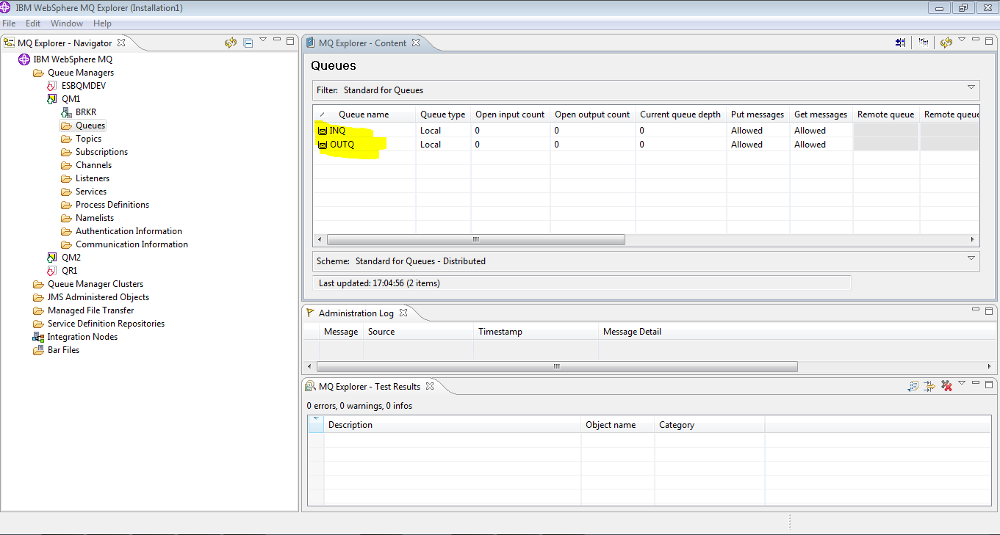 IBM WebSphere MQ Explorer (Installation1)
File Edit Window Help
MQ Explorer - Navigator
IBM WebSphere MQ
Queue Managers
ESBQMDEV
QM1
BRKR
Queues
Topics
Subscriptions
Channels
Listeners
Services
Process Definitions
Namelists
Authentication Information
Communication Information
QM2
QR1
Queue Manager Clusters
JMS Administered Objects
Managed File Transfer
Service Definition Repositories
Integration Nodes
Bar Files
MQ Explorer - Content
Queues
Filter: Standard for Queues
Queue name Queue type Open input count Open output count Current queue depth Put messages Get messages Remote queue Remote queue
INQ Local 0 0 0 Allowed Allowed
OUTQ Local 0 0 0 Allowed Allowed
Scheme: Standard for Queues - Distributed
Last updated: 17:04:56 (2 items)
Administration Log
Message Source Timestamp Message Detail
MQ Explorer - Test Results
0 errors, 0 warnings, 0 infos
Description Object name Category